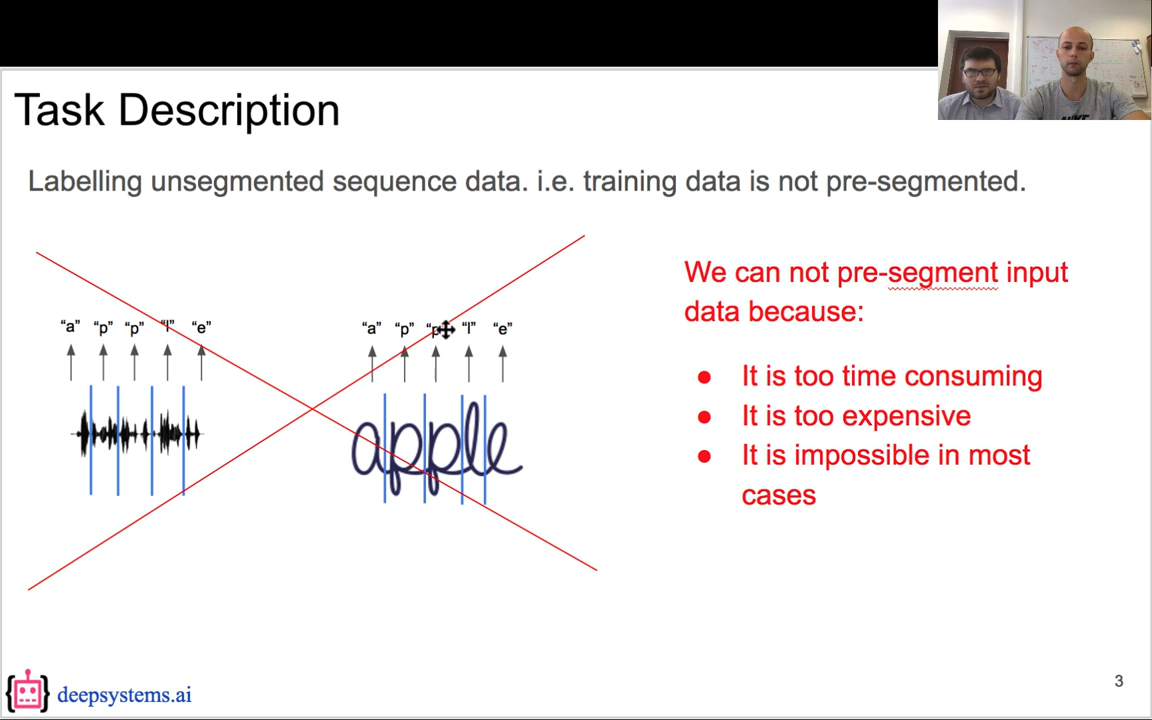 Task Description
Labelling unsegmented sequence data. i.e. training data is not pre-segmented.
We can not pre-segment input
data because:
● It is too time consuming
● It is too expensive
● It is impossible in most
cases
“a” “p” “p” “l” “e”
“a” “p” “p “l” “e”
apple
3
deepsystems.ai